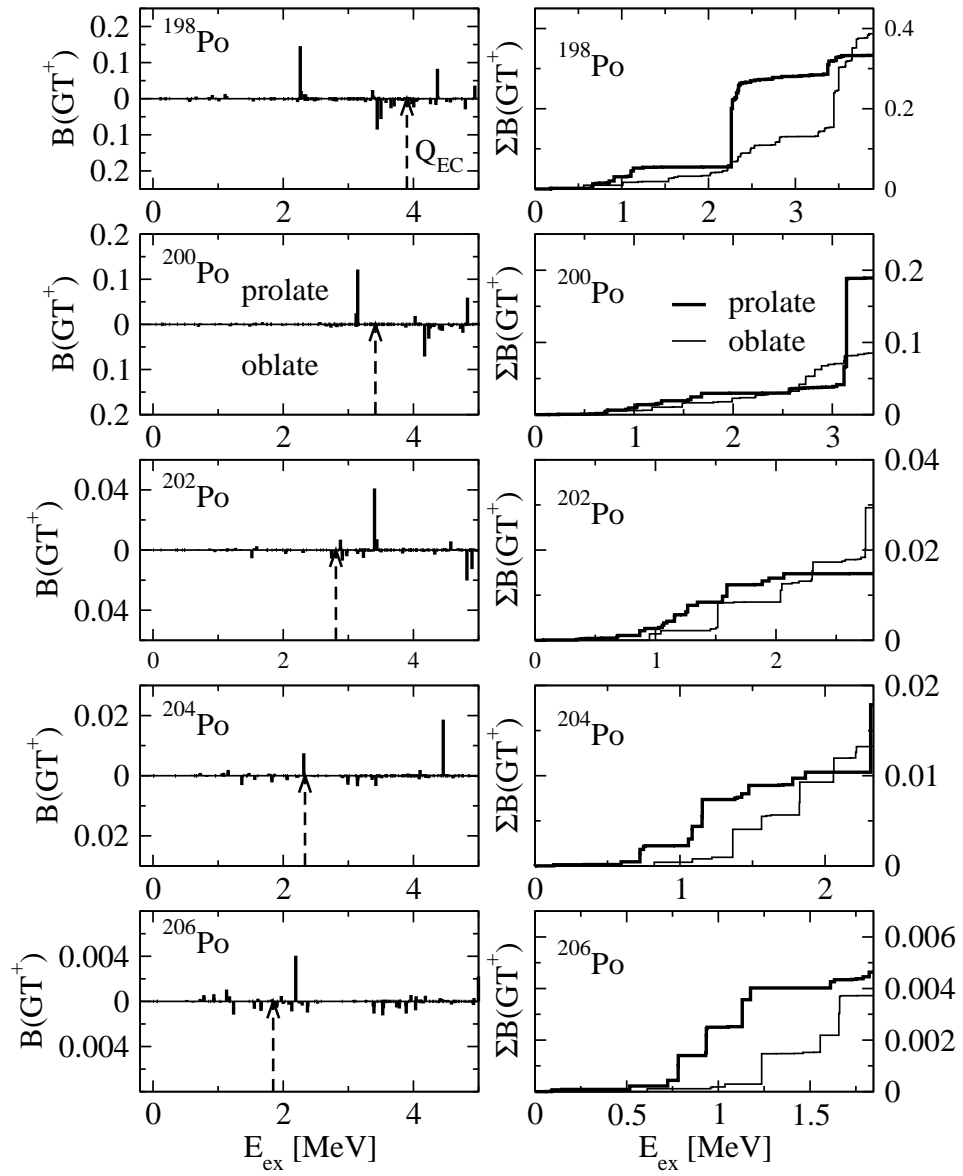 0.2
0.1
0
0.1
0.2
B(GT⁺)
¹⁹⁸Po
Q_EC
0 2 4
0.4
0.2
0
ΣB(GT⁺)
¹⁹⁸Po
1 2 3
0.2
0.1
0
0.1
0.2
B(GT⁺)
²⁰⁰Po
prolate
oblate
0 2 4
0.2
0.1
0
ΣB(GT⁺)
²⁰⁰Po
prolate
oblate
0 1 2 3
0.04
0
0.04
B(GT⁺)
²⁰²Po
0 2 4
0.04
0.02
0
ΣB(GT⁺)
²⁰²Po
0 1 2
0.02
0
0.02
B(GT⁺)
²⁰⁴Po
0 2 4
0.02
0.01
0
ΣB(GT⁺)
²⁰⁴Po
0 1 2
0.004
0
0.004
B(GT⁺)
²⁰⁶Po
0 2 4
E_ex [MeV]
0.006
0.004
0.002
0
ΣB(GT⁺)
²⁰⁶Po
0 0.5 1 1.5
E_ex [MeV]